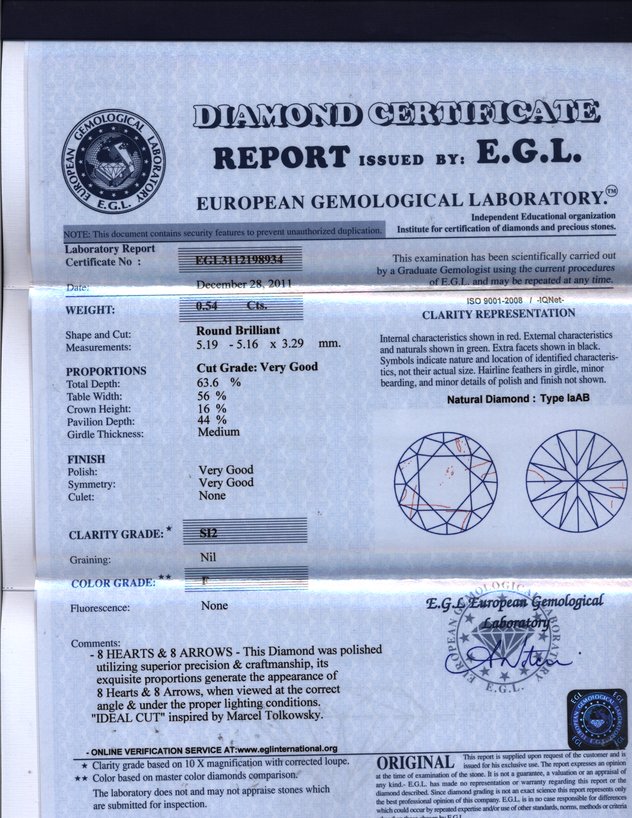 DIAMOND CERTIFICATE
REPORT ISSUED BY: E.G.L.
EUROPEAN GEMOLOGICAL LABORATORY.™
EUROPEAN GEMOLOGICAL LABORATORY
E.G.L.
Independent Educational organization
Institute for certification of diamonds and precious stones.
NOTE: This document contains security features to prevent unauthorized duplication.
Laboratory Report
Certificate No : EGL3112198934
Date: December 28, 2011
WEIGHT: 0.54 Cts.
Shape and Cut: Round Brilliant
Measurements: 5.19 - 5.16 x 3.29 mm.
PROPORTIONS Cut Grade: Very Good
Total Depth: 63.6 %
Table Width: 56 %
Crown Height: 16 %
Pavilion Depth: 44 %
Girdle Thickness: Medium
FINISH
Polish: Very Good
Symmetry: Very Good
Culet: None
CLARITY GRADE: * SI2
Graining: Nil
COLOR GRADE: ** F
Fluorescence: None
Comments:
- 8 HEARTS & 8 ARROWS - This Diamond was polished
utilizing superior precision & craftmanship, its
exquisite proportions generate the appearance of
8 Hearts & 8 Arrows, when viewed at the correct
angle & under the proper lighting conditions.
"IDEAL CUT" inspired by Marcel Tolkowsky.
- ONLINE VERIFICATION SERVICE AT:www.eglinternational.org
★ Clarity grade based on 10 X magnification with corrected loupe.
★★ Color based on master color diamonds comparison.
The laboratory does not and may not appraise stones which
are submitted for inspection.
This examination has been scientifically carried out
by a Graduate Gemologist using the current procedures
of E.G.L. and may be repeated at any time.
ISO 9001-2008 / -IQNet-
CLARITY REPRESENTATION
Internal characteristics shown in red. External characteristics
and naturals shown in green. Extra facets shown in black.
Symbols indicate nature and location of identified characteris-
tics, not their actual size. Hairline feathers in girdle, minor
bearding, and minor details of polish and finish not shown.
Natural Diamond : Type IaAB
E.G.L European Gemological
Laboratory
EUROPEAN GEMOLOGICAL
E.G.L.
ORIGINAL This report is supplied upon request of the customer and is
issued for his exclusive use. The report expresses an opinion
at the time of examination of the stone. It is not a guarantee, a valuation or an appraisal of
any kind.- E.G.L. has made no representation or warranty regarding this report or the
diamond described. Since diamond grading is not an exact science this report represents only
the best professional opinion of this company. E.G.L. is in no case responsible for differences
which could occur by repeated expertise and/or use of other standards, norms, methods or criteria